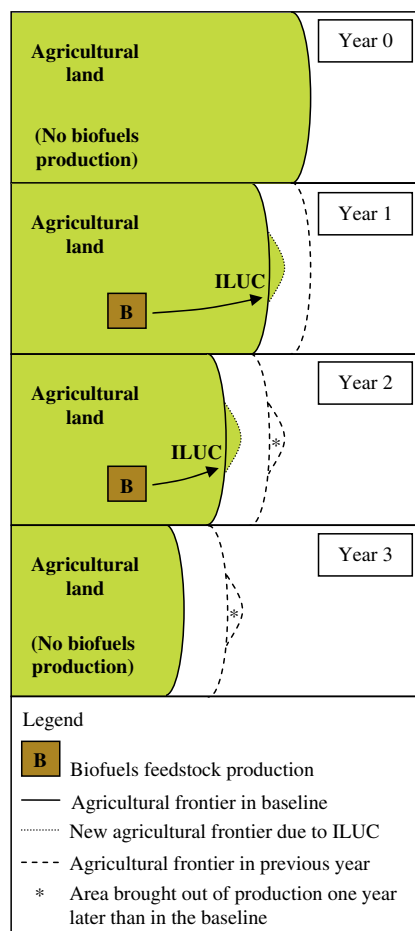 Agricultural
land
Year 0
(No biofuels
production)
Agricultural
land
Year 1
ILUC
B
Agricultural
land
Year 2
ILUC
B
*
Agricultural
land
Year 3
(No biofuels
production)
*
Legend
B Biofuels feedstock production
Agricultural frontier in baseline
New agricultural frontier due to ILUC
Agricultural frontier in previous year
* Area brought out of production one year
later than in the baseline